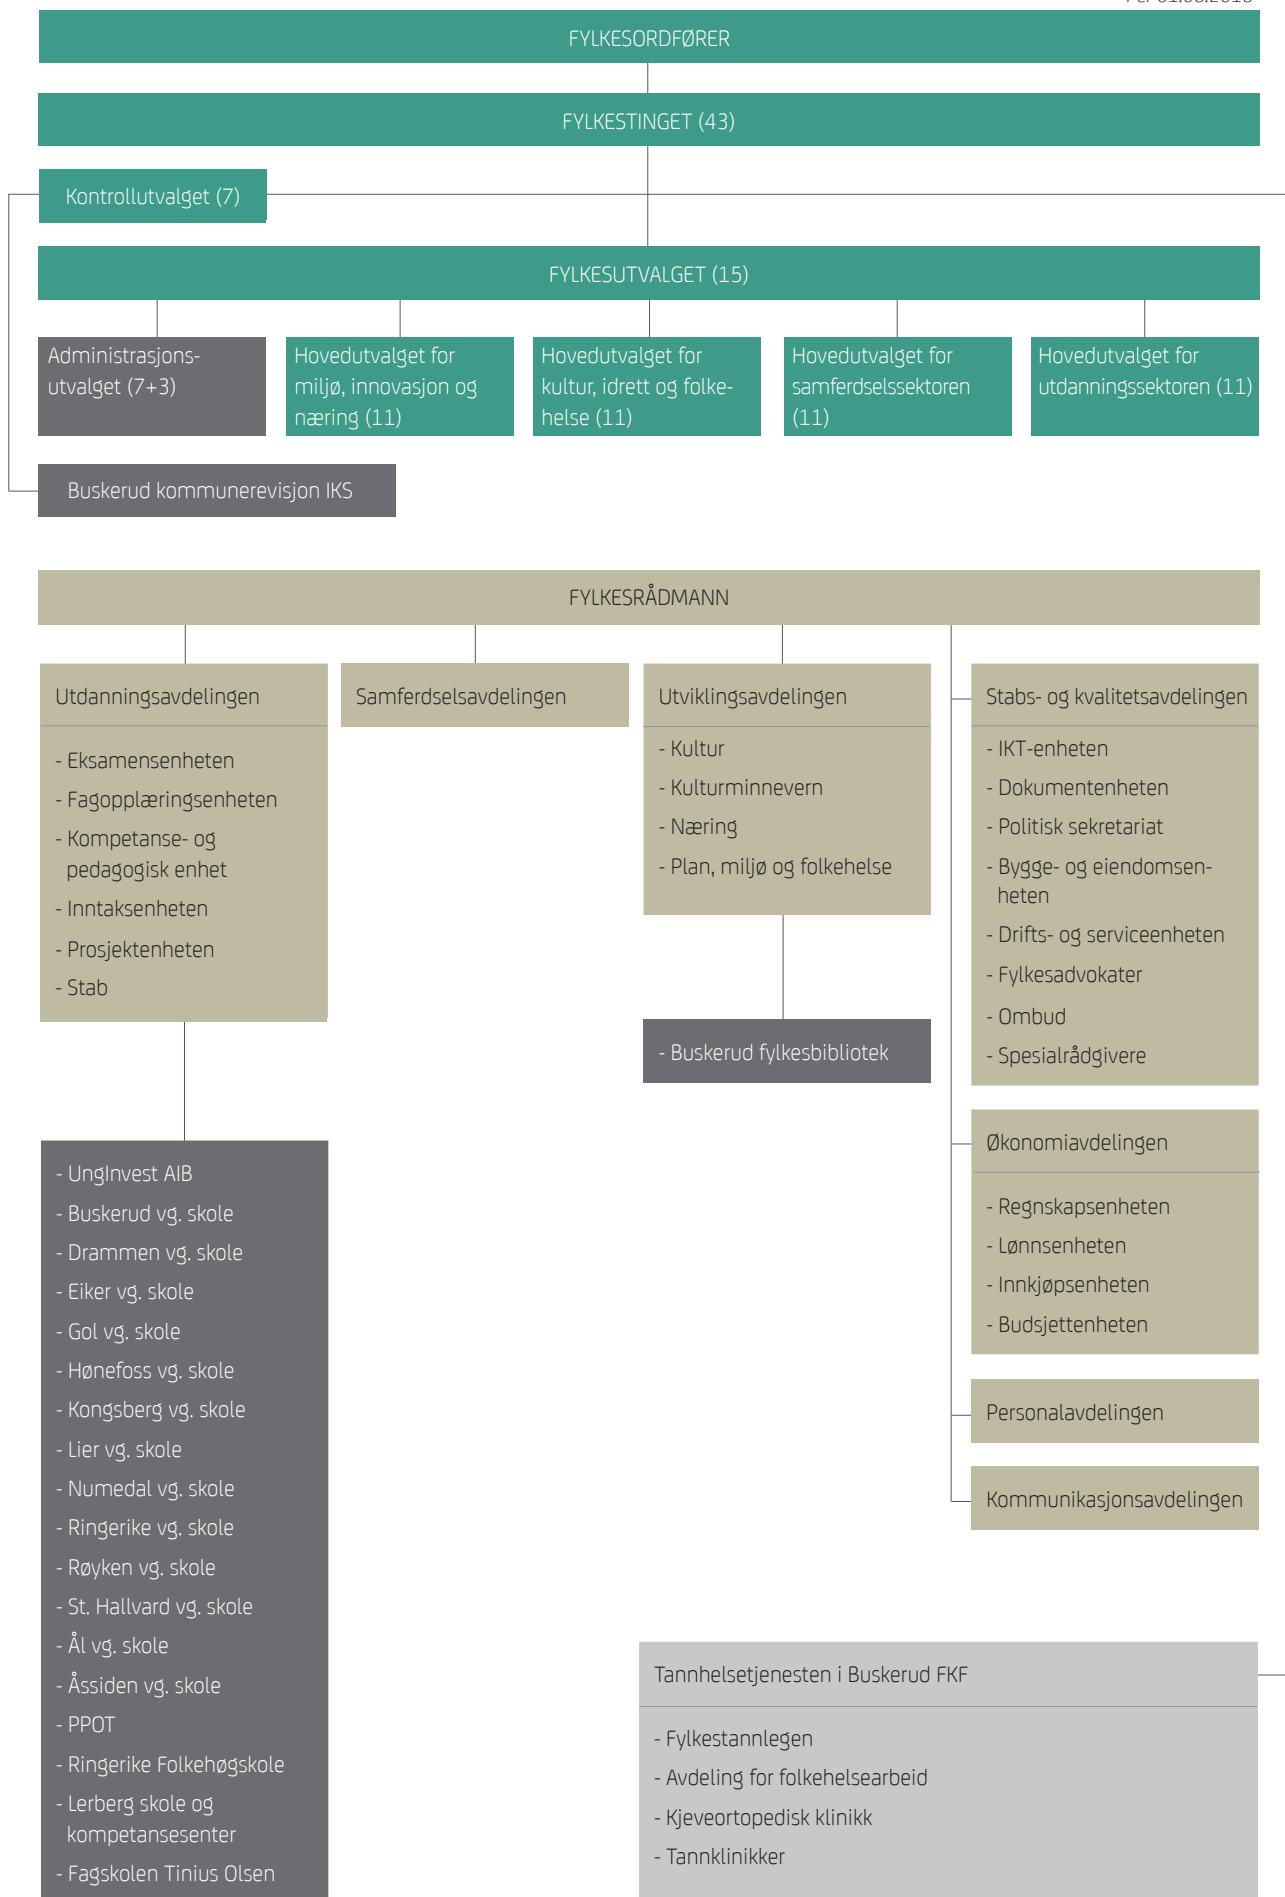 FYLKESORDFØRER
FYLKESTINGET (43)
Kontrollutvalget (7)
FYLKESUTVALGET (15)
Administrasjons-
utvalget (7+3)
Hovedutvalget for
miljø, innovasjon og
næring (11)
Hovedutvalget for
kultur, idrett og folke-
helse (11)
Hovedutvalget for
samferdselssektoren
(11)
Hovedutvalget for
utdanningssektoren (11)
Buskerud kommunerevisjon IKS
FYLKESRÅDMANN
Utdanningsavdelingen
- Eksamensenheten
- Fagopplæringsenheten
- Kompetanse- og
pedagogisk enhet
- Inntaksenheten
- Prosjektenheten
- Stab
Samferdselsavdelingen
Utviklingsavdelingen
- Kultur
- Kulturminnevern
- Næring
- Plan, miljø og folkehelse
- Buskerud fylkesbibliotek
Stabs- og kvalitetsavdelingen
- IKT-enheten
- Dokumentenheten
- Politisk sekretariat
- Bygge- og eiendomsen-
heten
- Drifts- og serviceenheten
- Fylkesadvokater
- Ombud
- Spesialrådgivere
Økonomiavdelingen
- Regnskapsenheten
- Lønnsenheten
- Innkjøpsenheten
- Budsjettenheten
Personalavdelingen
Kommunikasjonsavdelingen
- UngInvest AIB
- Buskerud vg. skole
- Drammen vg. skole
- Eiker vg. skole
- Gol vg. skole
- Hønefoss vg. skole
- Kongsberg vg. skole
- Lier vg. skole
- Numedal vg. skole
- Ringerike vg. skole
- Røyken vg. skole
- St. Hallvard vg. skole
- Ål vg. skole
- Åssiden vg. skole
- PPOT
- Ringerike Folkehøgskole
- Lerberg skole og
kompetansesenter
- Fagskolen Tinius Olsen
Tannhelsetjenesten i Buskerud FKF
- Fylkestannlegen
- Avdeling for folkehelsearbeid
- Kjeveortopedisk klinikk
- Tannklinikker